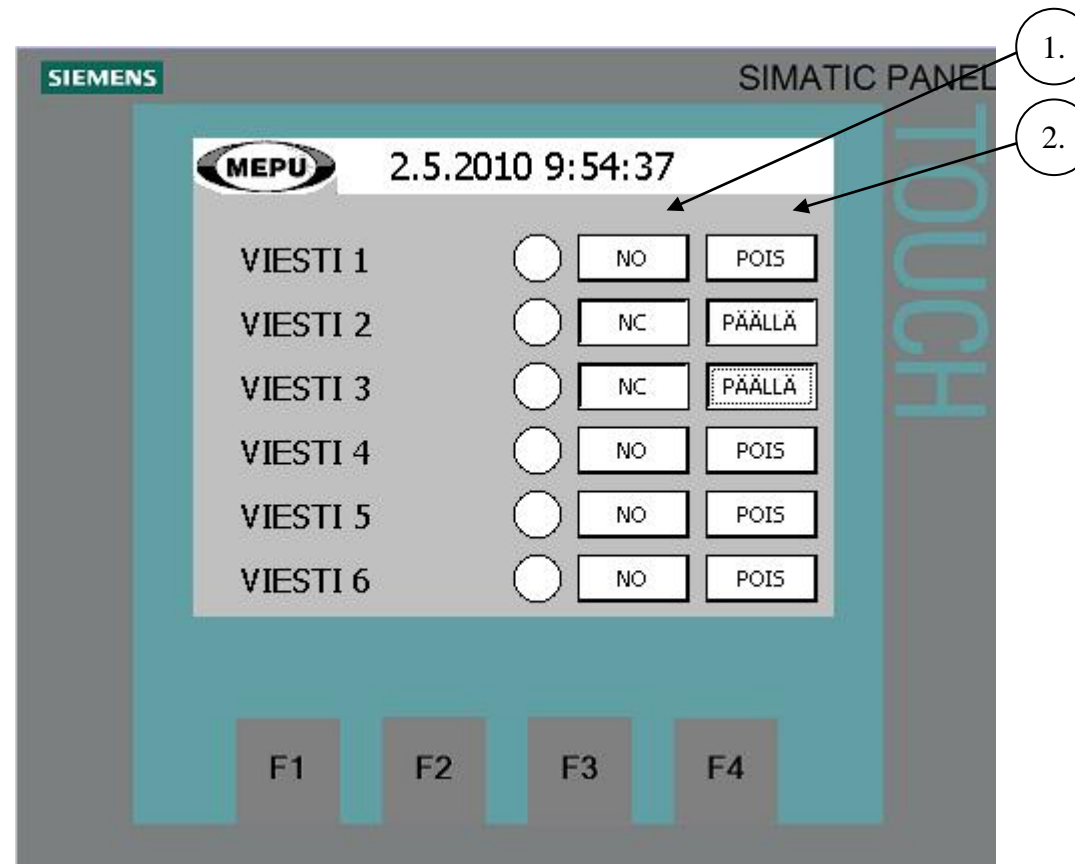 1.
SIEMENS SIMATIC PANEL
2.
MEPU 2.5.2010 9:54:37
TOUCH
VIESTI 1 NO POIS
VIESTI 2 NC PÄÄLLÄ
VIESTI 3 NC PÄÄLLÄ
VIESTI 4 NO POIS
VIESTI 5 NO POIS
VIESTI 6 NO POIS
F1 F2 F3 F4